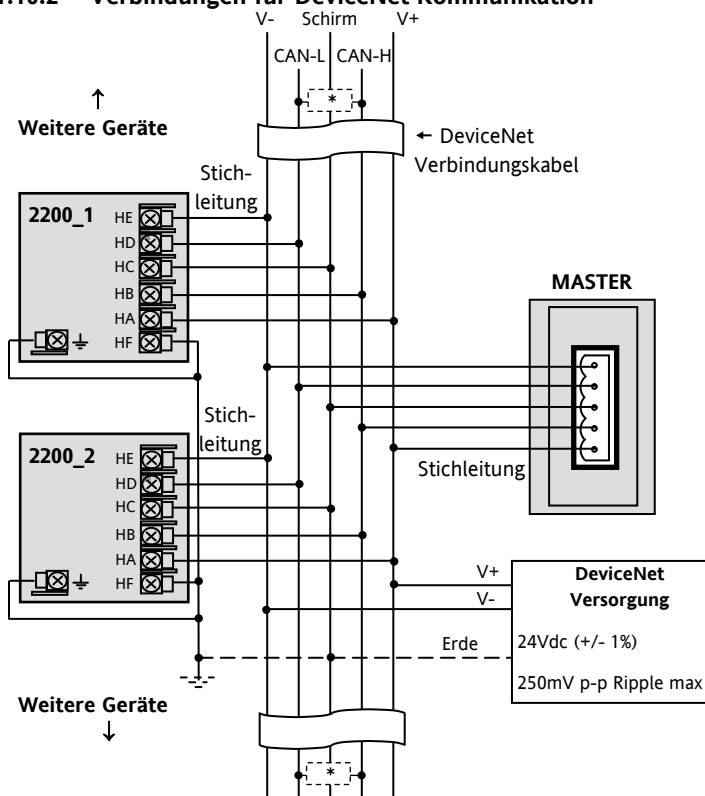 .10.2 Verbindungen für DeviceNet Kommunikation
V- Schirm V+
CAN-L CAN-H
*
↑
Weitere Geräte
← DeviceNet
Verbindungskabel
Stich-
leitung
2200_1
HE
HD
HC
HB
HA
HF
MASTER
Stichleitung
Stich-
leitung
2200_2
HE
HD
HC
HB
HA
HF
V+
V-
Erde
DeviceNet
Versorgung
24Vdc (+/- 1%)
250mV p-p Ripple max
Weitere Geräte
↓
*